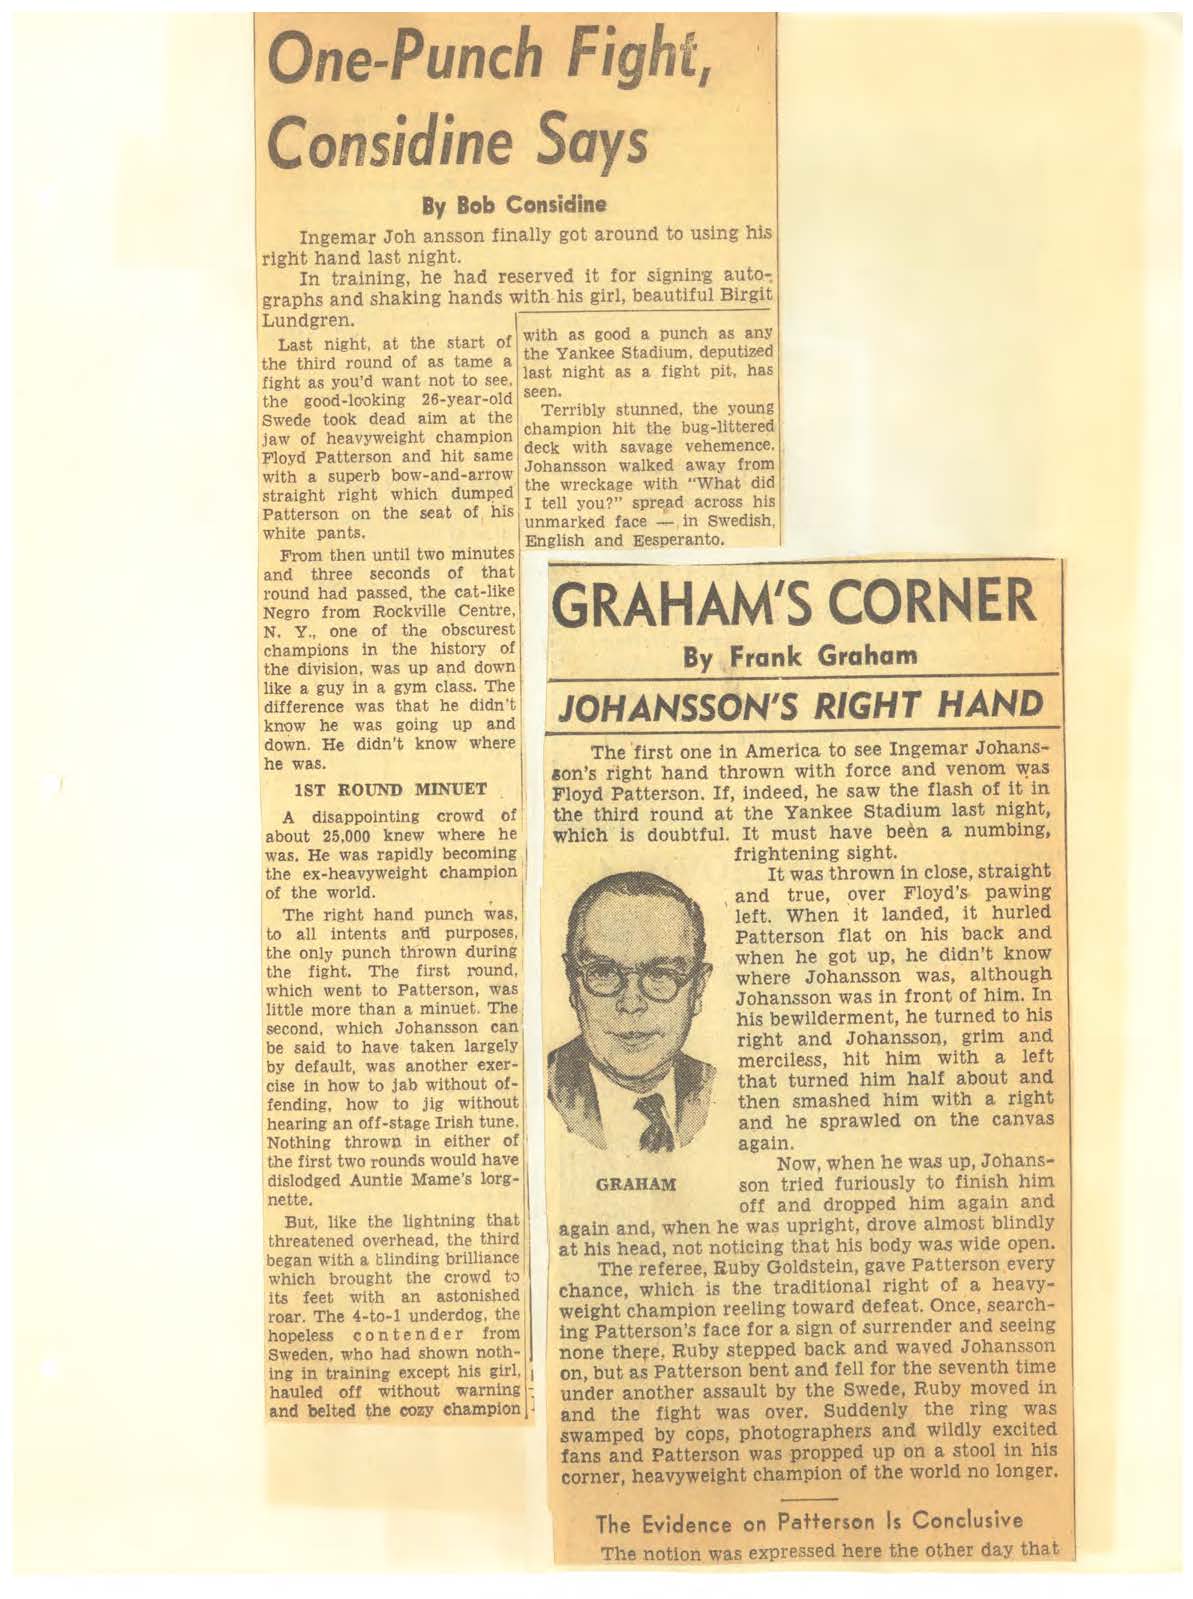 One-Punch Fight,
Considine Says
By Bob Considine
Ingemar Joh ansson finally got around to using his
right hand last night.
In training, he had reserved it for signing auto-
graphs and shaking hands with his girl, beautiful Birgit
Lundgren.
Last night, at the start of
the third round of as tame a
fight as you'd want not to see,
the good-looking 26-year-old
Swede took dead aim at the
jaw of heavyweight champion
Floyd Patterson and hit same
with a superb bow-and-arrow
straight right which dumped
Patterson on the seat of his
white pants.
From then until two minutes
and three seconds of that
round had passed, the cat-like
Negro from Rockville Centre,
N. Y., one of the obscurest
champions in the history of
the division, was up and down
like a guy in a gym class. The
difference was that he didn't
know he was going up and
down. He didn't know where
he was.
1ST ROUND MINUET
A disappointing crowd of
about 25,000 knew where he
was. He was rapidly becoming
the ex-heavyweight champion
of the world.
The right hand punch was,
to all intents and purposes,
the only punch thrown during
the fight. The first round,
which went to Patterson, was
little more than a minuet. The
second, which Johansson can
be said to have taken largely
by default, was another exer-
cise in how to jab without of-
fending, how to jig without
hearing an off-stage Irish tune.
Nothing thrown in either of
the first two rounds would have
dislodged Auntie Mame's lorg-
nette.
But, like the lightning that
threatened overhead, the third
began with a blinding brilliance
which brought the crowd to
its feet with an astonished
roar. The 4-to-1 underdog, the
hopeless contender from
Sweden, who had shown noth-
ing in training except his girl,
hauled off without warning
and belted the cozy champion
with as good a punch as any
the Yankee Stadium, deputized
last night as a fight pit, has
seen.
Terribly stunned, the young
champion hit the bug-littered
deck with savage vehemence.
Johansson walked away from
the wreckage with "What did
I tell you?" spread across his
unmarked face — in Swedish,
English and Eesperanto.
GRAHAM'S CORNER
By Frank Graham
JOHANSSON'S RIGHT HAND
The first one in America to see Ingemar Johans-
son's right hand thrown with force and venom was
Floyd Patterson. If, indeed, he saw the flash of it in
the third round at the Yankee Stadium last night,
which is doubtful. It must have been a numbing,
frightening sight.
It was thrown in close, straight
and true, over Floyd's pawing
left. When it landed, it hurled
Patterson flat on his back and
when he got up, he didn't know
where Johansson was, although
Johansson was in front of him. In
his bewilderment, he turned to his
right and Johansson, grim and
merciless, hit him with a left
that turned him half about and
then smashed him with a right
and he sprawled on the canvas
again.
GRAHAM
Now, when he was up, Johans-
son tried furiously to finish him
off and dropped him again and
again and, when he was upright, drove almost blindly
at his head, not noticing that his body was wide open.
The referee, Ruby Goldstein, gave Patterson every
chance, which is the traditional right of a heavy-
weight champion reeling toward defeat. Once, search-
ing Patterson's face for a sign of surrender and seeing
none there, Ruby stepped back and waved Johansson
on, but as Patterson bent and fell for the seventh time
under another assault by the Swede, Ruby moved in
and the fight was over. Suddenly the ring was
swamped by cops, photographers and wildly excited
fans and Patterson was propped up on a stool in his
corner, heavyweight champion of the world no longer.
The Evidence on Patterson Is Conclusive
The notion was expressed here the other day that